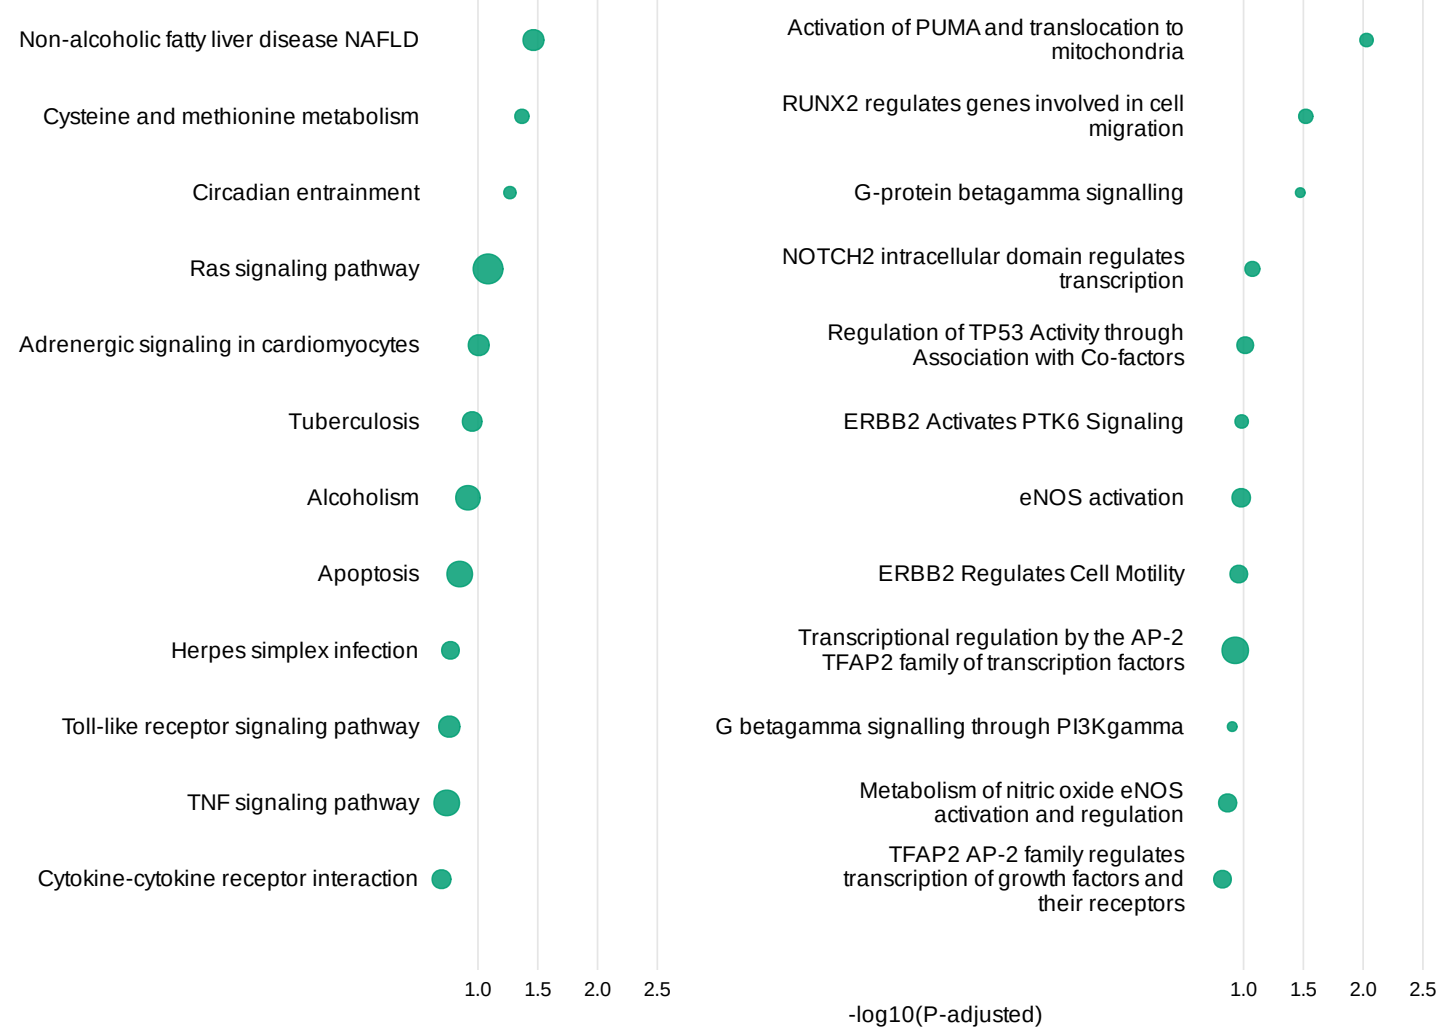 Non-alcoholic fatty liver disease NAFLD
Cysteine and methionine metabolism
Circadian entrainment
Ras signaling pathway
Adrenergic signaling in cardiomyocytes
Tuberculosis
Alcoholism
Apoptosis
Herpes simplex infection
Toll-like receptor signaling pathway
TNF signaling pathway
Cytokine-cytokine receptor interaction
1.0 1.5 2.0 2.5
Activation of PUMA and translocation to
mitochondria
RUNX2 regulates genes involved in cell
migration
G-protein betagamma signalling
NOTCH2 intracellular domain regulates
transcription
Regulation of TP53 Activity through
Association with Co-factors
ERBB2 Activates PTK6 Signaling
eNOS activation
ERBB2 Regulates Cell Motility
Transcriptional regulation by the AP-2
TFAP2 family of transcription factors
G betagamma signalling through PI3Kgamma
Metabolism of nitric oxide eNOS
activation and regulation
TFAP2 AP-2 family regulates
transcription of growth factors and
their receptors
1.0 1.5 2.0 2.5
-log10(P-adjusted)